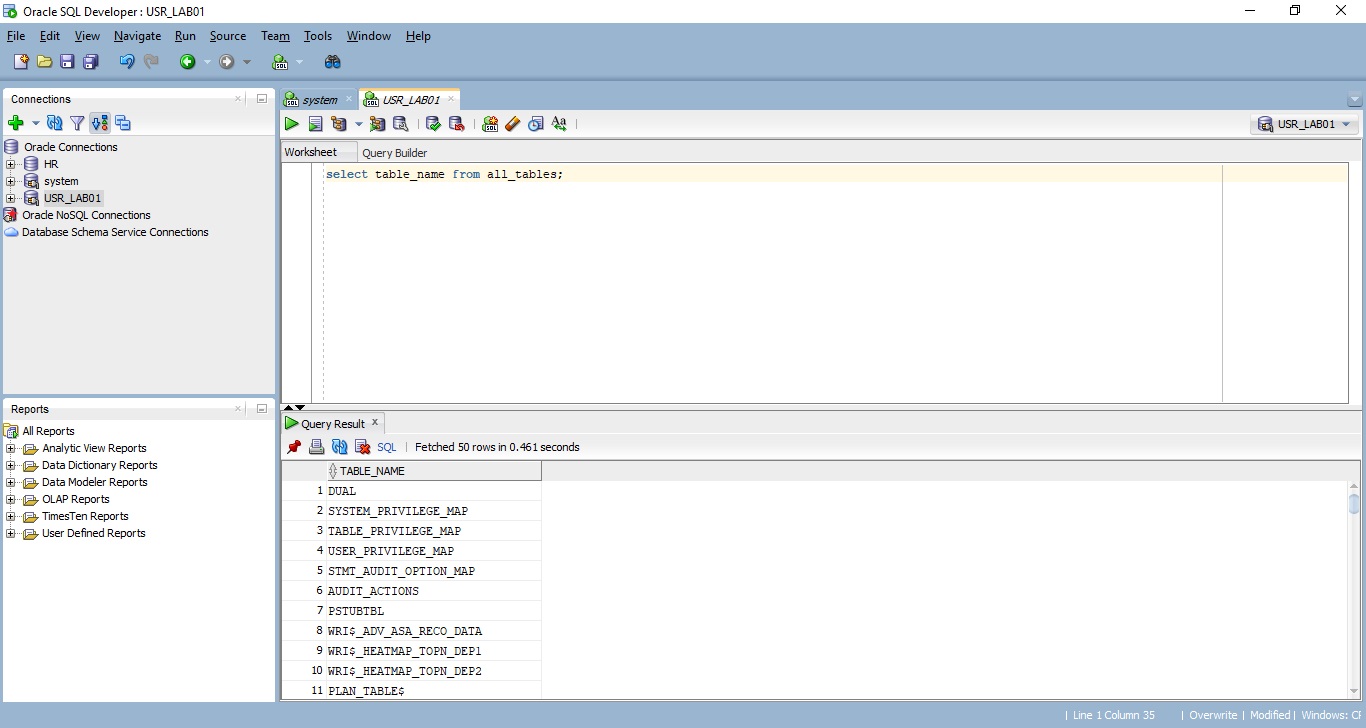 Oracle SQL Developer : USR_LAB01
File Edit View Navigate Run Source Team Tools Window Help
Connections
Oracle Connections
HR
system
USR_LAB01
Oracle NoSQL Connections
Database Schema Service Connections
Reports
All Reports
Analytic View Reports
Data Dictionary Reports
Data Modeler Reports
OLAP Reports
TimesTen Reports
User Defined Reports
system USR_LAB01
USR_LAB01
Worksheet Query Builder
select table_name from all_tables;
Query Result
SQL | Fetched 50 rows in 0.461 seconds
TABLE_NAME
1 DUAL
2 SYSTEM_PRIVILEGE_MAP
3 TABLE_PRIVILEGE_MAP
4 USER_PRIVILEGE_MAP
5 STMT_AUDIT_OPTION_MAP
6 AUDIT_ACTIONS
7 PSTUBTBL
8 WRI$_ADV_ASA_RECO_DATA
9 WRI$_HEATMAP_TOPN_DEP1
10 WRI$_HEATMAP_TOPN_DEP2
11 PLAN_TABLE$
| Line 1 Column 35 | Overwrite | Modified | Windows: